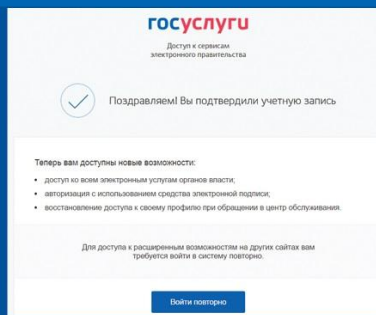 госуслуги
Доступ к сервисам
электронного правительства
Поздравляем! Вы подтвердили учетную запись
Теперь вам доступны новые возможности:
• доступ ко всем электронным услугам органов власти;
• авторизация с использованием средства электронной подписи;
• восстановление доступа к своему профилю при обращении в центр обслуживания.
Для доступа к расширенным возможностям на других сайтах вам
требуется войти в систему повторно.
Войти повторно